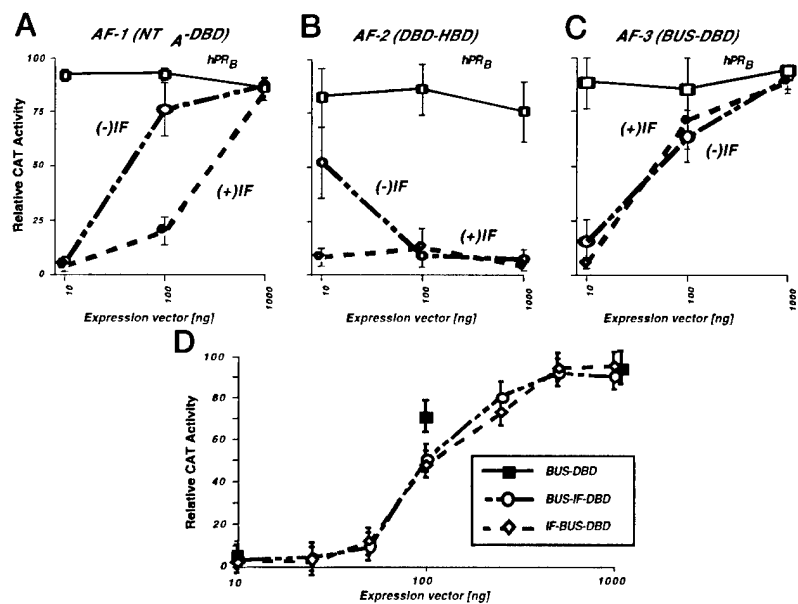 A
AF-1 (NT A-DBD)
hPR B
100
75
50
25
0
Relative CAT Activity
(-)IF
(+)IF
10
100
1000
Expression vector [ng]
B
AF-2 (DBD-HBD)
hPR B
(-)IF
(+)IF
10
100
1000
Expression vector [ng]
C
AF-3 (BUS-DBD)
hPR B
(+)IF
(-)IF
10
100
1000
Expression vector [ng]
D
100
80
60
40
20
0
Relative CAT Activity
10
100
1000
Expression vector [ng]
BUS-DBD
BUS-IF-DBD
IF-BUS-DBD